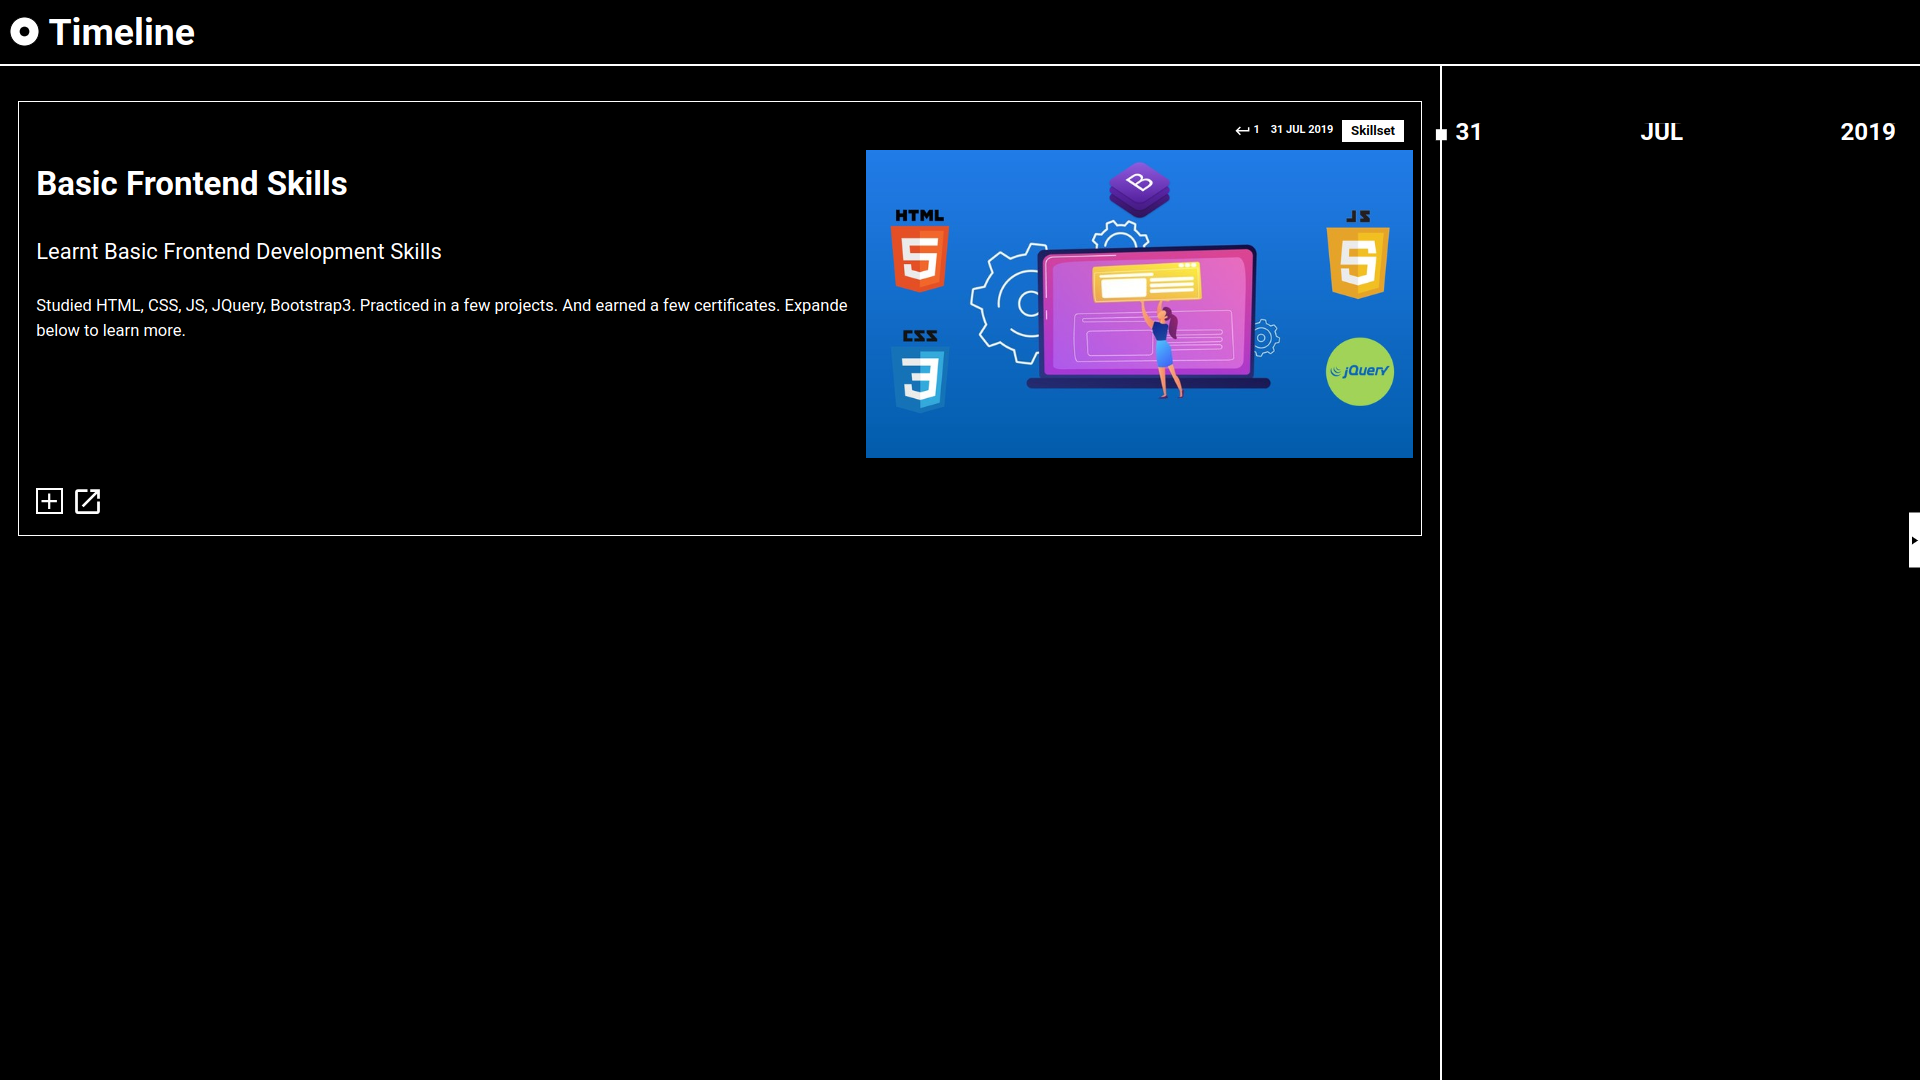 Timeline
1 31 JUL 2019 Skillset
31 JUL 2019
Basic Frontend Skills
Learnt Basic Frontend Development Skills
Studied HTML, CSS, JS, JQuery, Bootstrap3. Practiced in a few projects. And earned a few certificates. Expande
below to learn more.
B
HTML
5
JS
5
CSS
3
jQuery